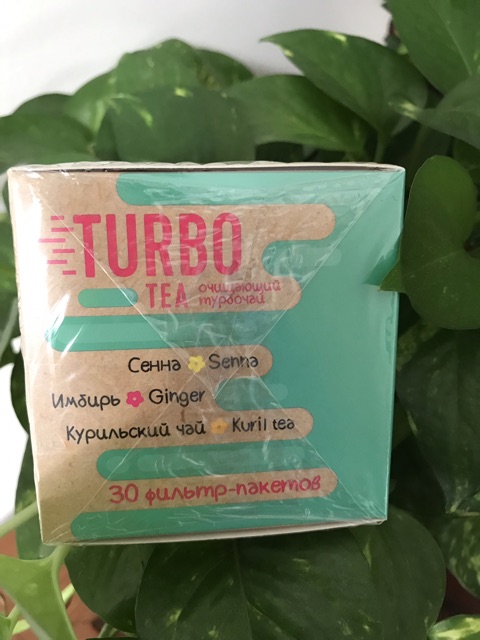 TURBO
TEA очищающий
турбочай
Сенна Senna
Имбирь Ginger
Курильский чай Kuril tea
30 фильтр-пакетов